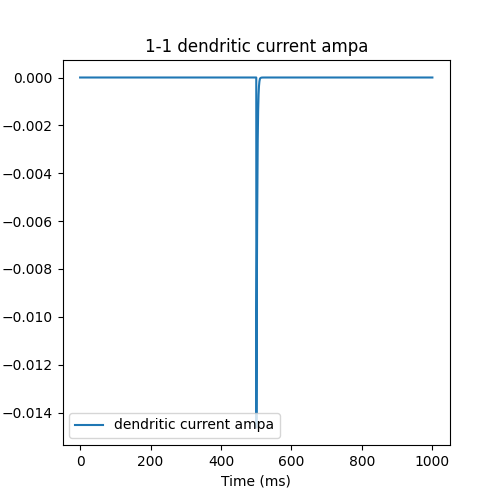 1-1 dendritic current ampa
0.000
−0.002
−0.004
−0.006
−0.008
−0.010
−0.012
−0.014
dendritic current ampa
0 200 400 600 800 1000
Time (ms)